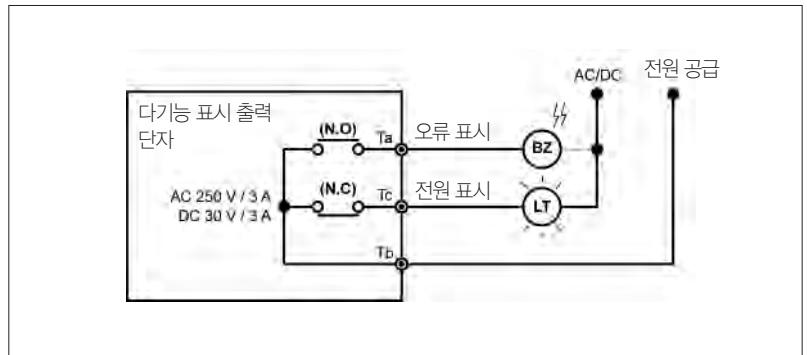 AC/DC
전원 공급
다기능 표시 출력
단자
(N.O)
Ta
오류 표시
BZ
(N.C)
Tc
전원 표시
LT
AC 250 V / 3 A
DC 30 V / 3 A
Tb